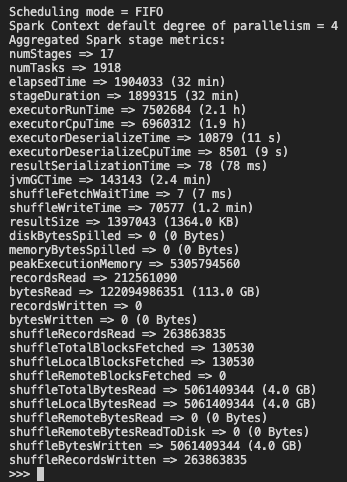 Scheduling mode = FIFO
Spark Context default degree of parallelism = 4
Aggregated Spark stage metrics:
numStages => 17
numTasks => 1918
elapsedTime => 1904033 (32 min)
stageDuration => 1899315 (32 min)
executorRunTime => 7502684 (2.1 h)
executorCpuTime => 6960312 (1.9 h)
executorDeserializeTime => 10879 (11 s)
executorDeserializeCpuTime => 8501 (9 s)
resultSerializationTime => 78 (78 ms)
jvmGCTime => 143143 (2.4 min)
shuffleFetchWaitTime => 7 (7 ms)
shuffleWriteTime => 70577 (1.2 min)
resultSize => 1397043 (1364.0 KB)
diskBytesSpilled => 0 (0 Bytes)
memoryBytesSpilled => 0 (0 Bytes)
peakExecutionMemory => 5305794560
recordsRead => 212561090
bytesRead => 122094986351 (113.0 GB)
recordsWritten => 0
bytesWritten => 0 (0 Bytes)
shuffleRecordsRead => 263863835
shuffleTotalBlocksFetched => 130530
shuffleLocalBlocksFetched => 130530
shuffleRemoteBlocksFetched => 0
shuffleTotalBytesRead => 5061409344 (4.0 GB)
shuffleLocalBytesRead => 5061409344 (4.0 GB)
shuffleRemoteBytesRead => 0 (0 Bytes)
shuffleRemoteBytesReadToDisk => 0 (0 Bytes)
shuffleBytesWritten => 5061409344 (4.0 GB)
shuffleRecordsWritten => 263863835
>>>